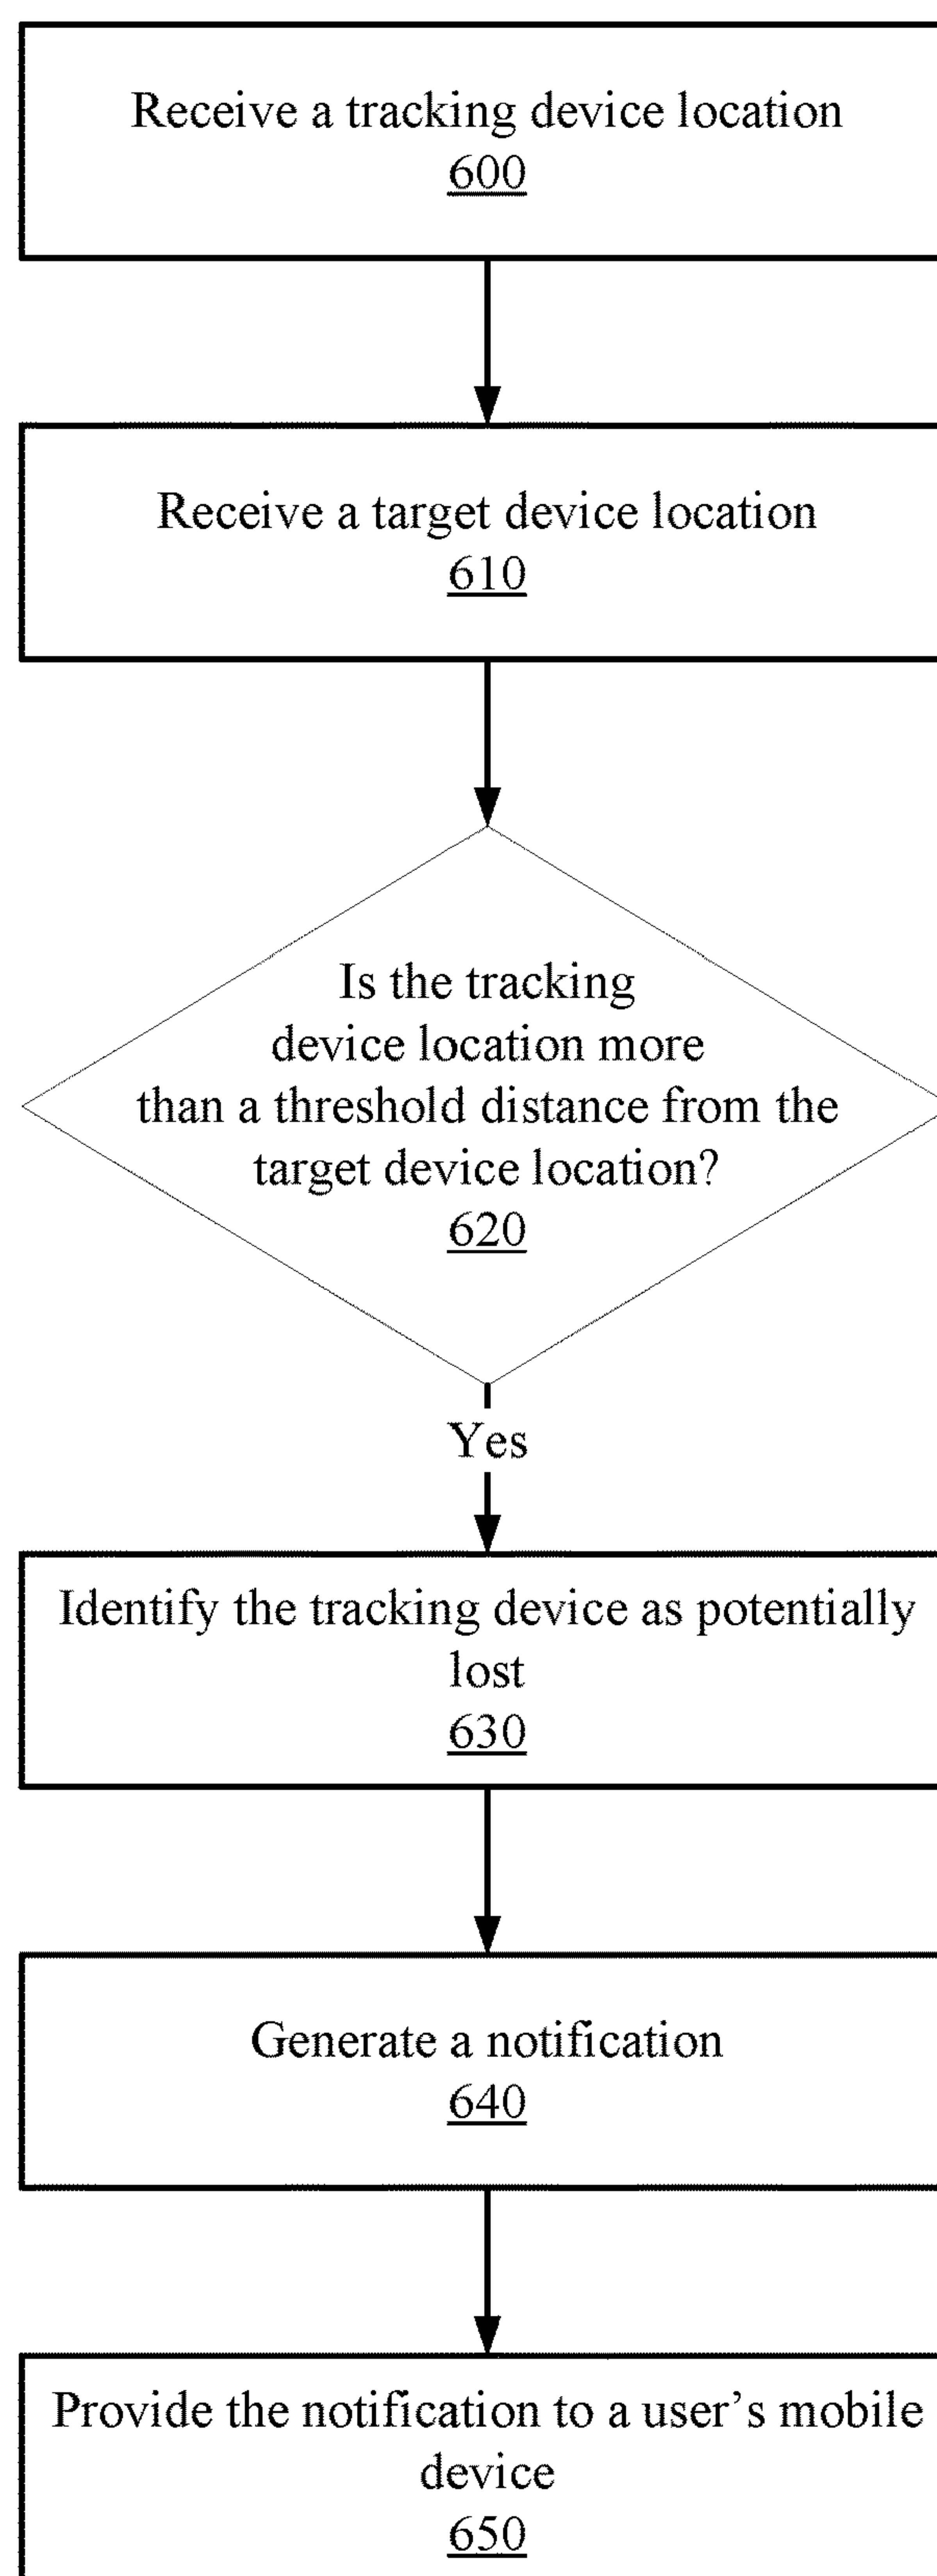 Receive a tracking device location
600
Receive a target device location
610
Is the tracking
device location more
than a threshold distance from the
target device location?
620
Yes
Identify the tracking device as potentially
lost
630
Generate a notification
640
Provide the notification to a user’s mobile
device
650